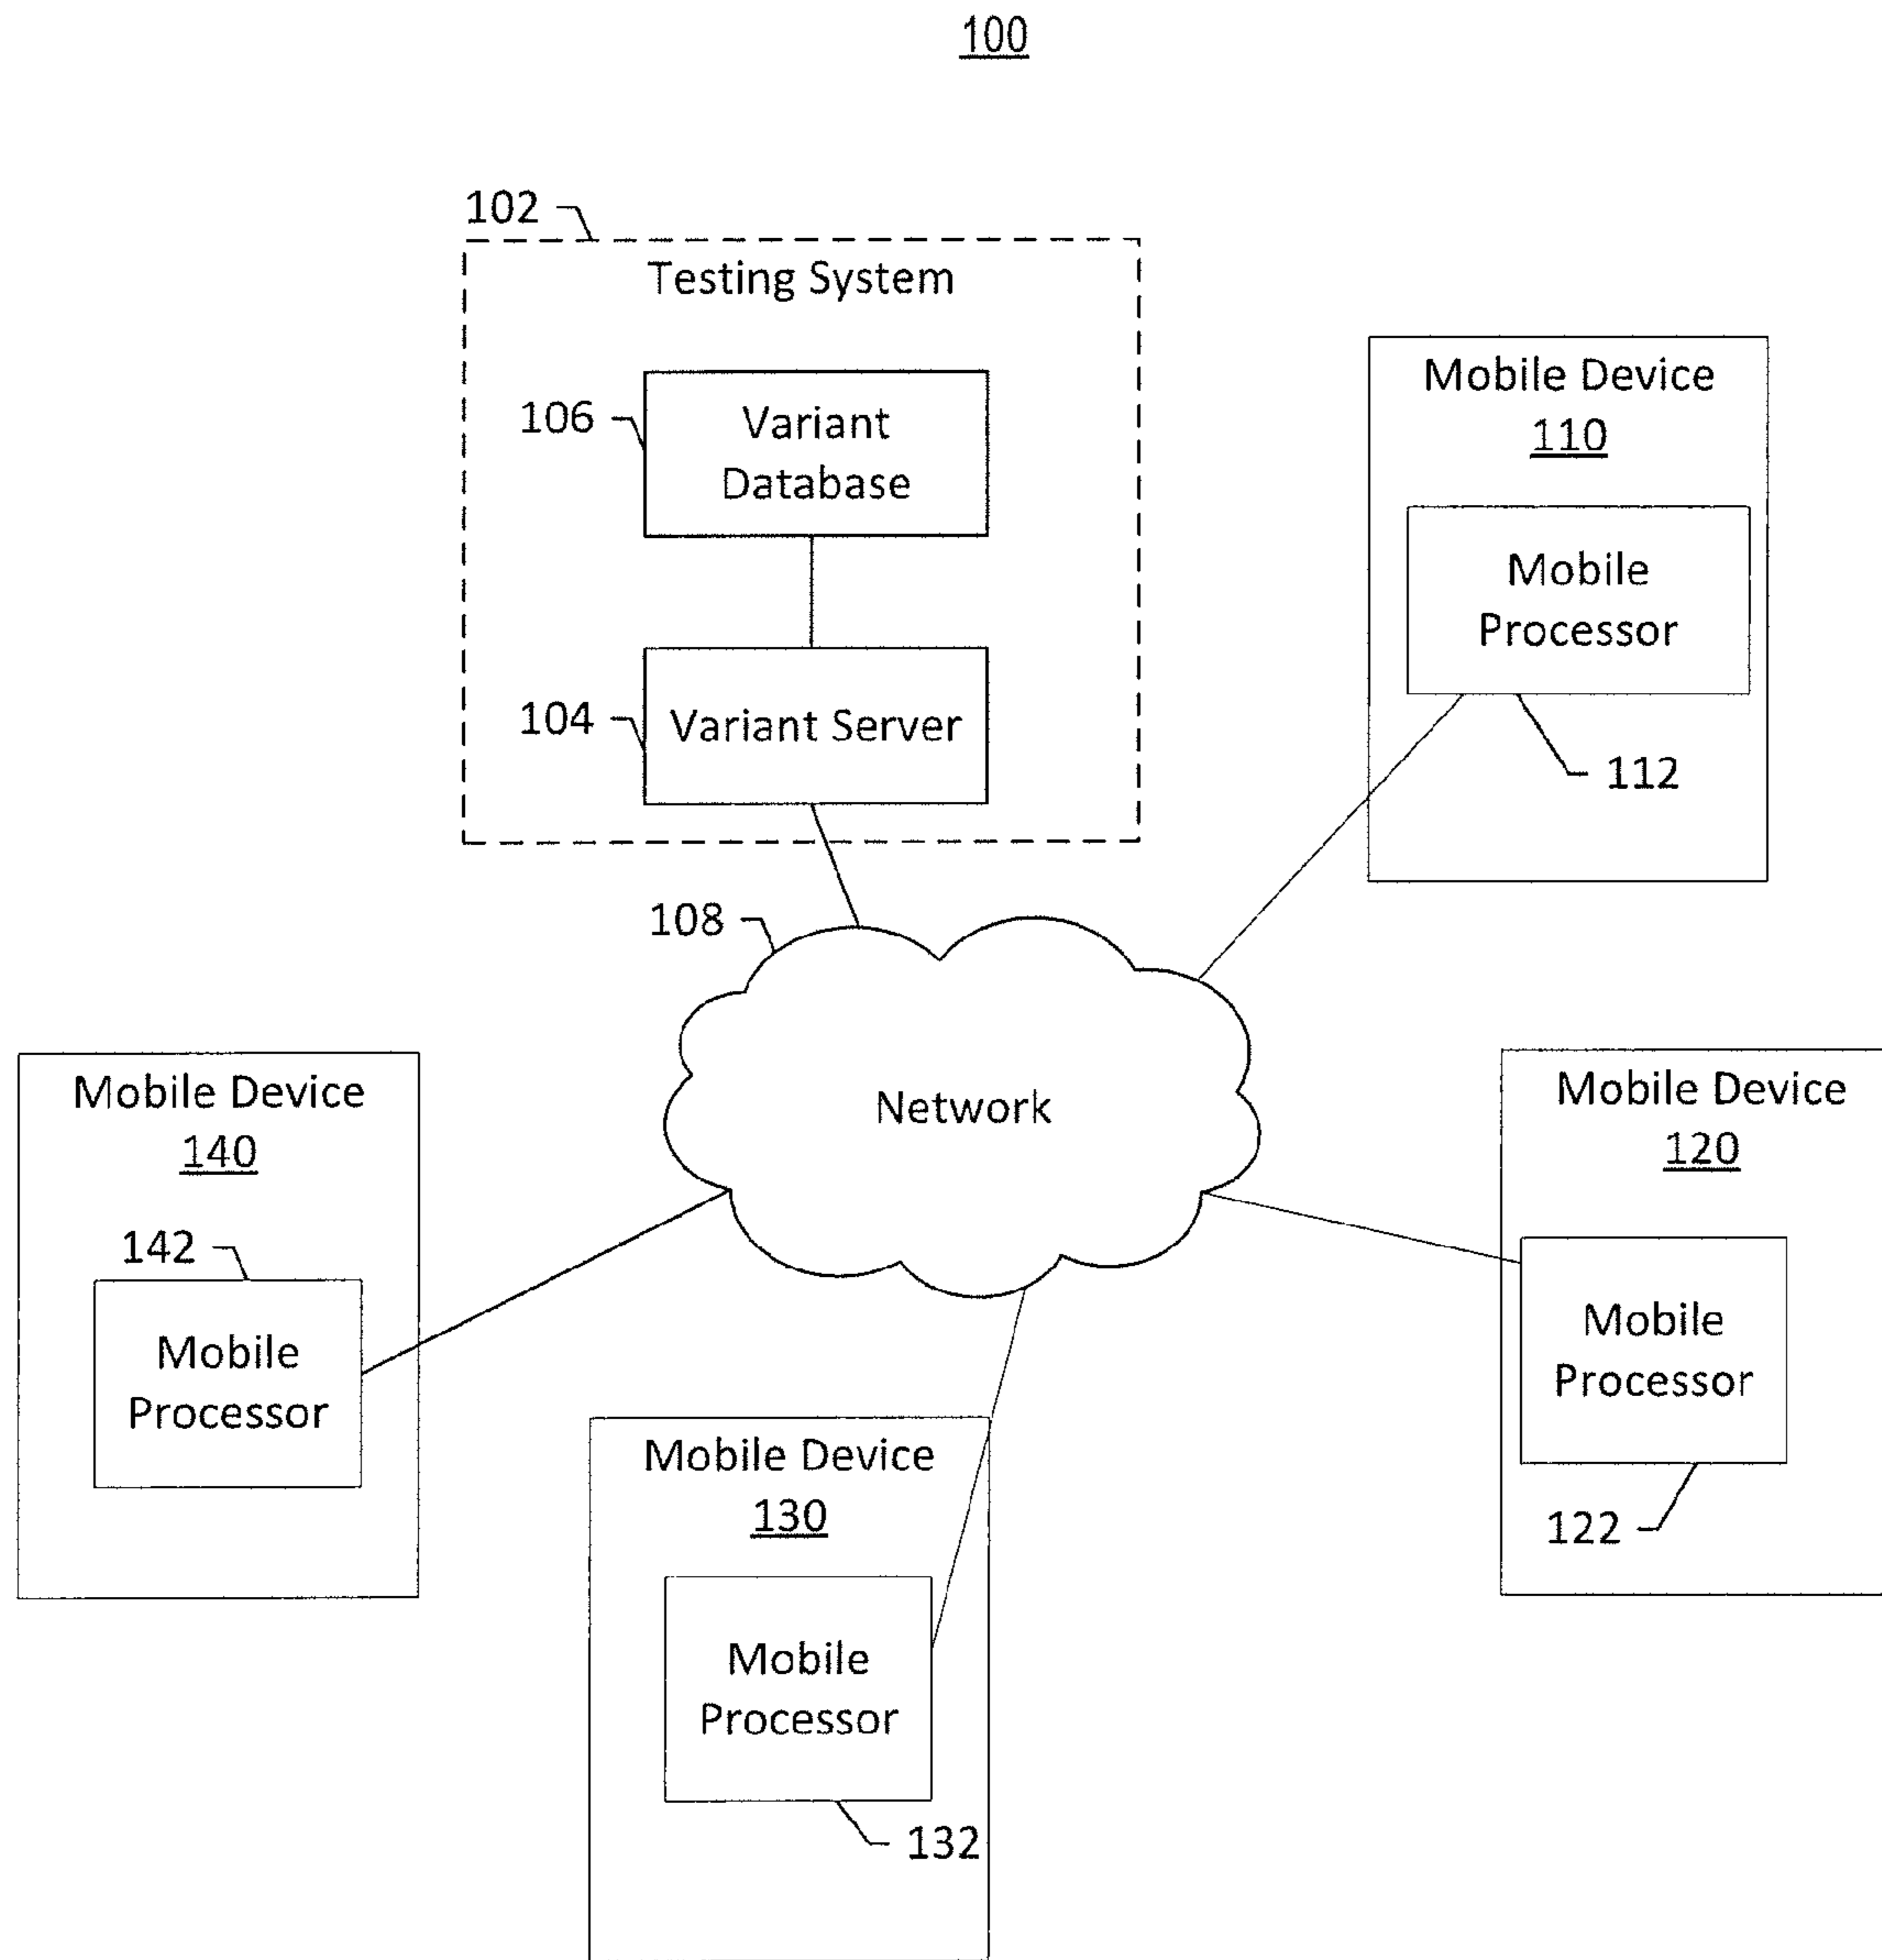 100
102
Testing System
106
Variant
Database
104
Variant Server
Mobile Device
110
Mobile
Processor
112
108
Network
Mobile Device
140
142
Mobile
Processor
Mobile Device
120
Mobile
Processor
122
Mobile Device
130
Mobile
Processor
132